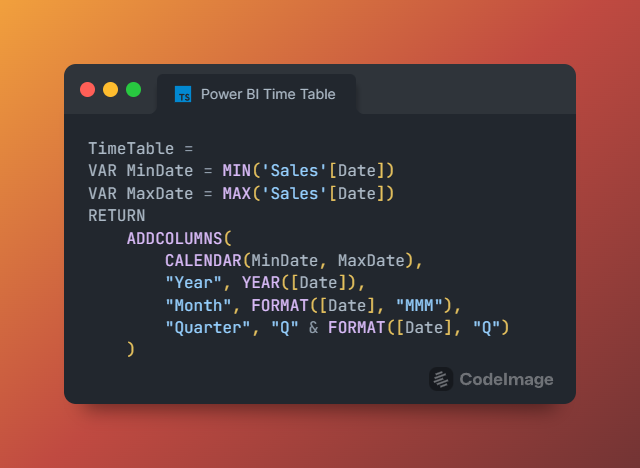 TS Power BI Time Table
TimeTable =
VAR MinDate = MIN('Sales'[Date])
VAR MaxDate = MAX('Sales'[Date])
RETURN
    ADDCOLUMNS(
        CALENDAR(MinDate, MaxDate),
        "Year", YEAR([Date]),
        "Month", FORMAT([Date], "MMM"),
        "Quarter", "Q" & FORMAT([Date], "Q")
    )
CodeImage